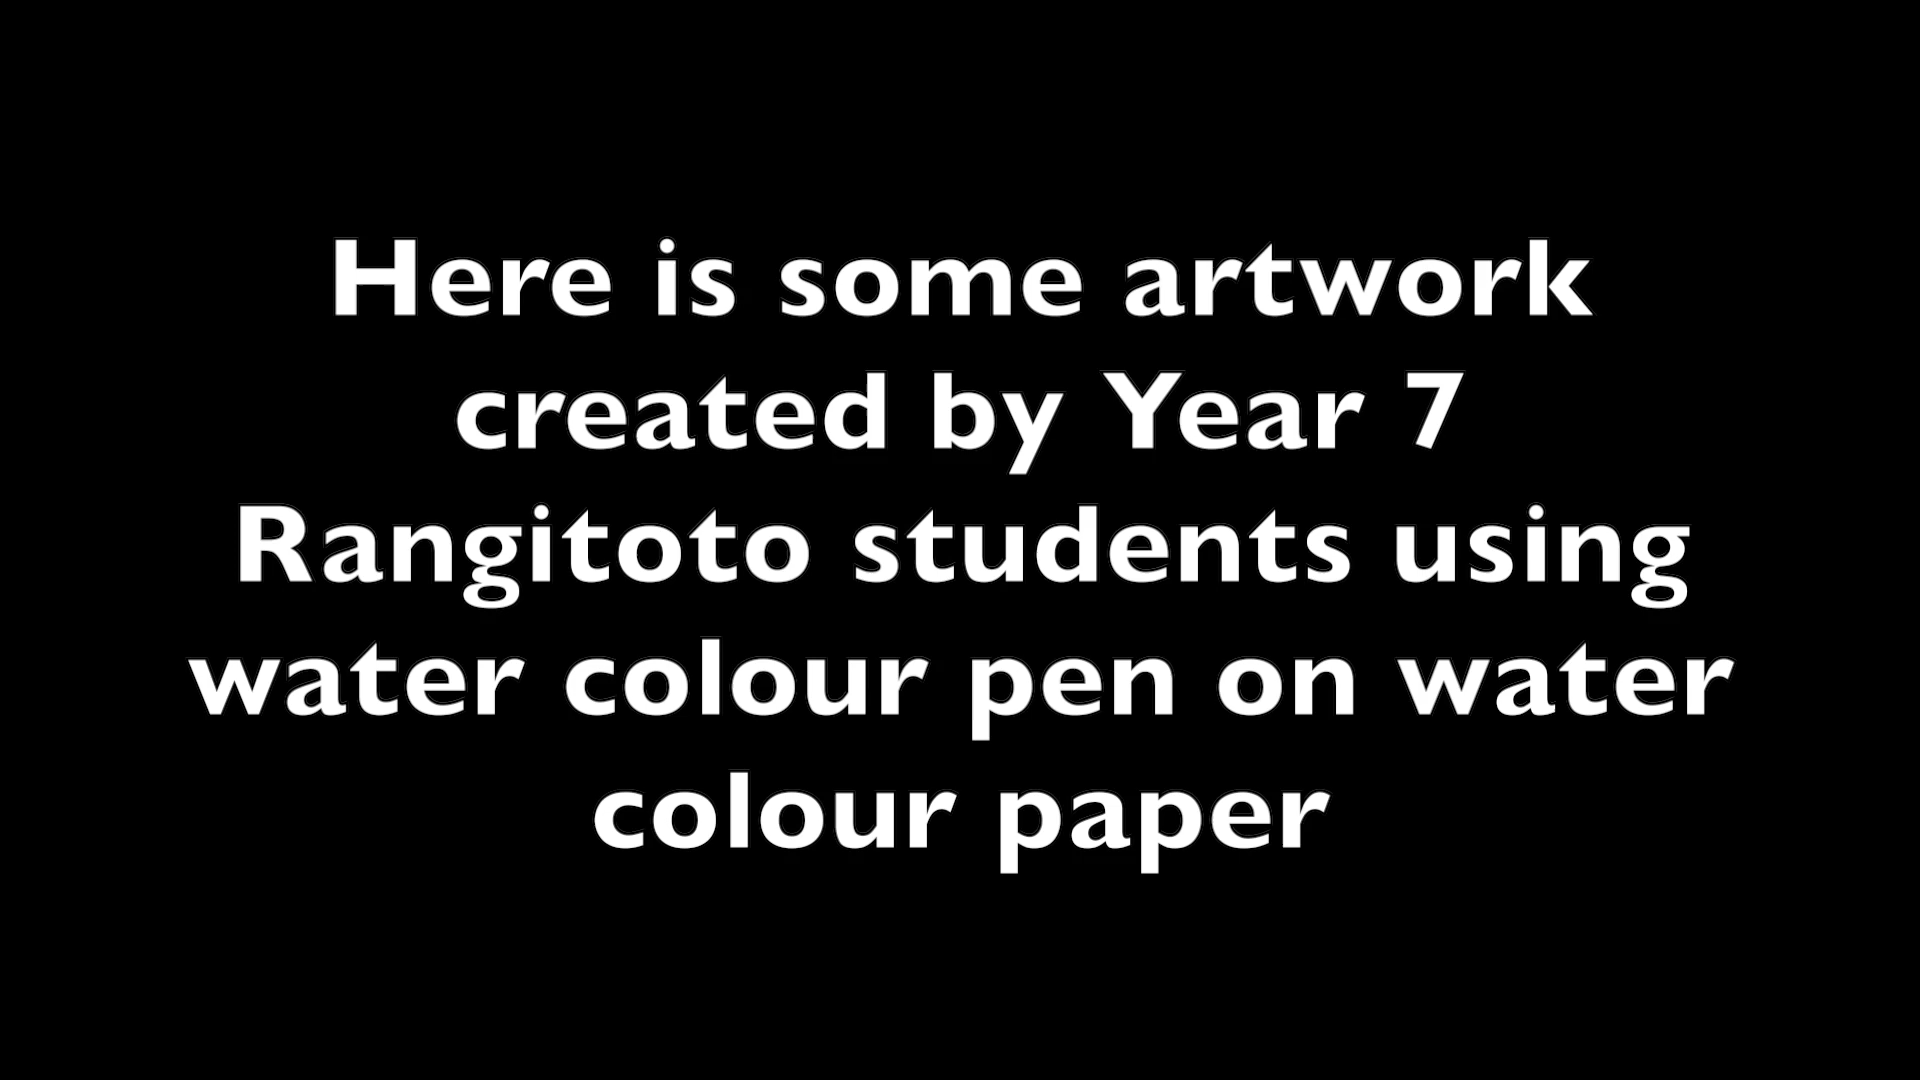 Here is some artwork
created by Year 7
Rangitoto students using
water colour pen on water
colour paper